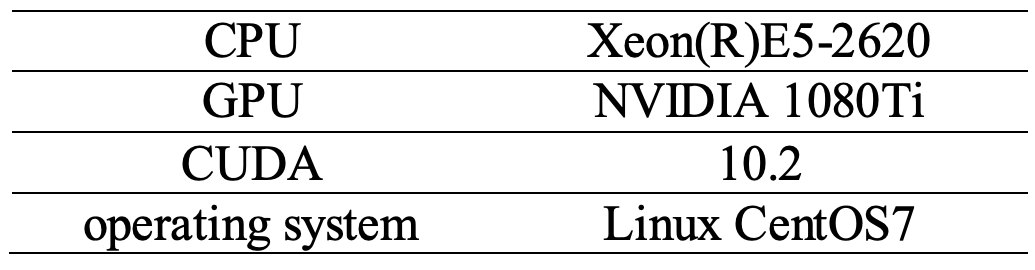 CPU Xeon(R)E5-2620
GPU NVIDIA 1080Ti
CUDA 10.2
operating system Linux CentOS7